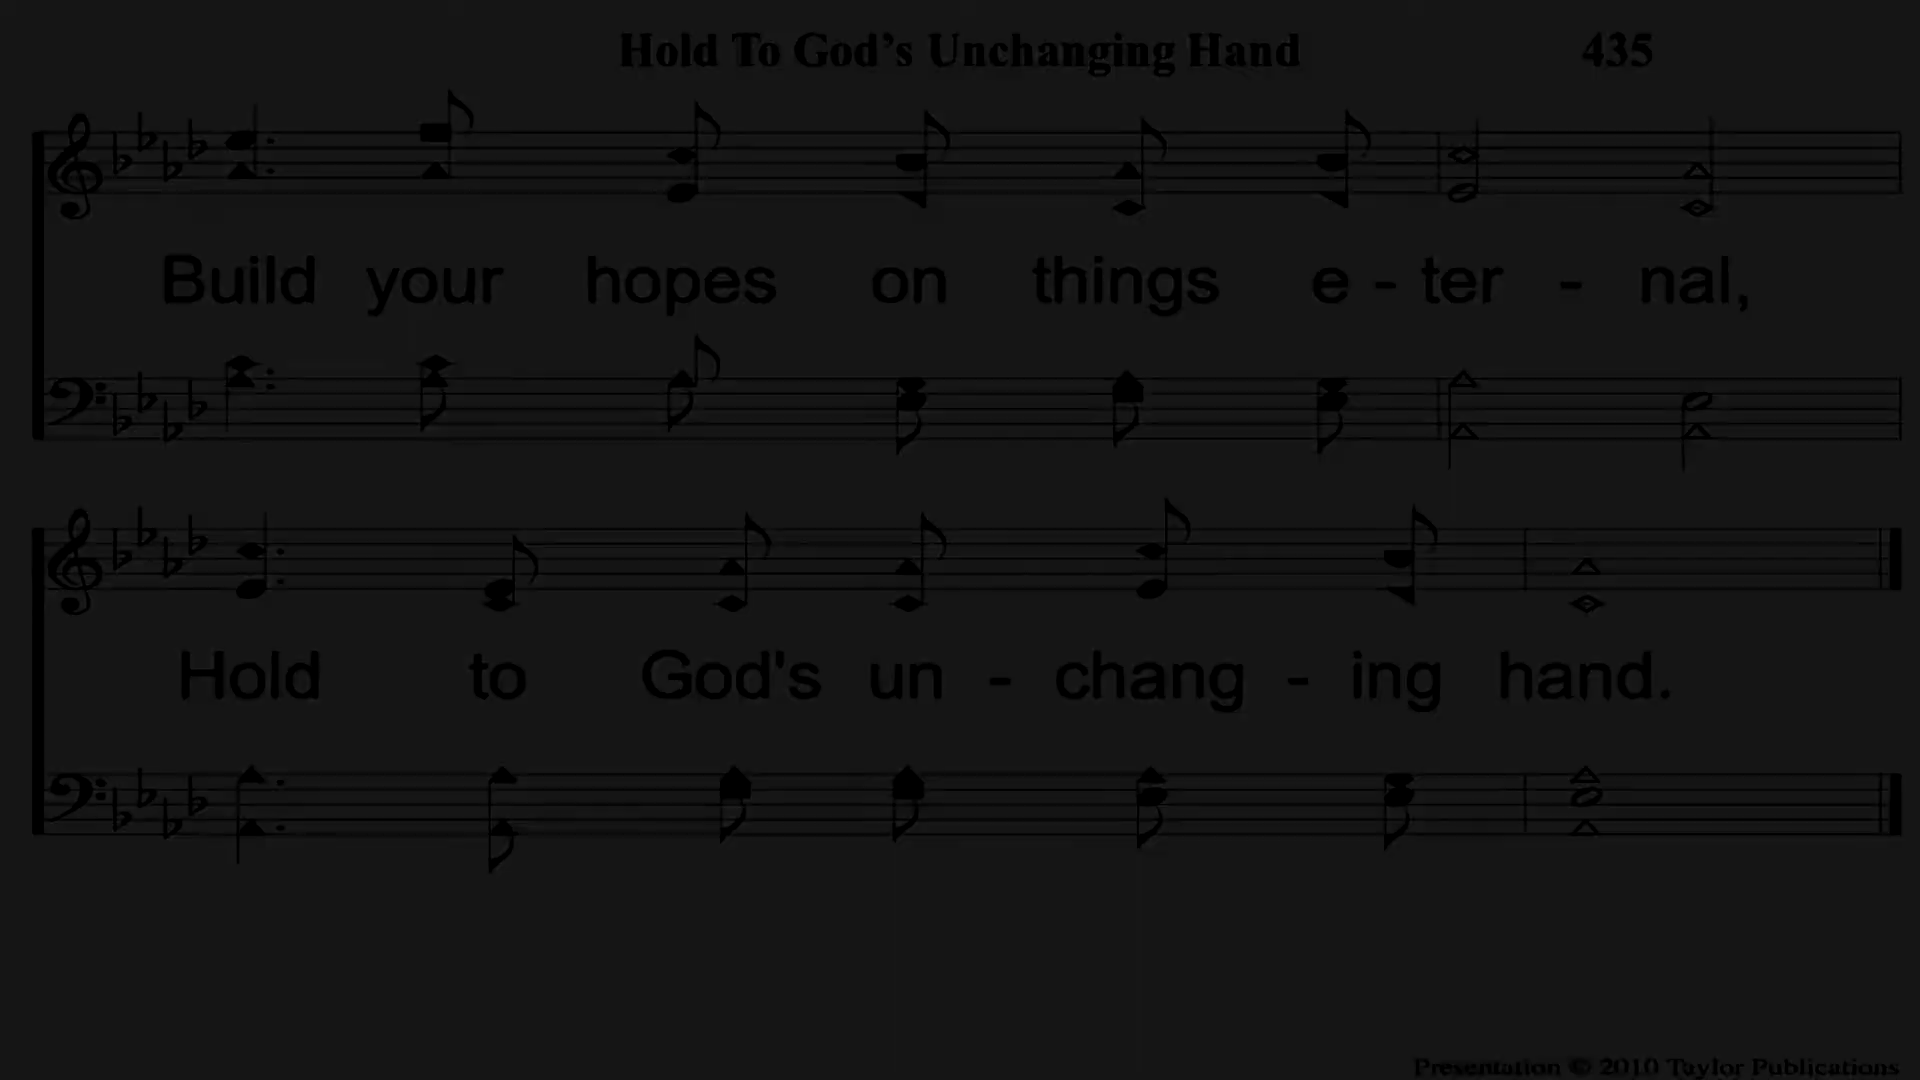 Hold To God’s Unchanging Hand 435
Build your hopes on things e - ter - nal,
Hold to God's un - chang - ing hand.
Presentation © 2010 Taylor Publications